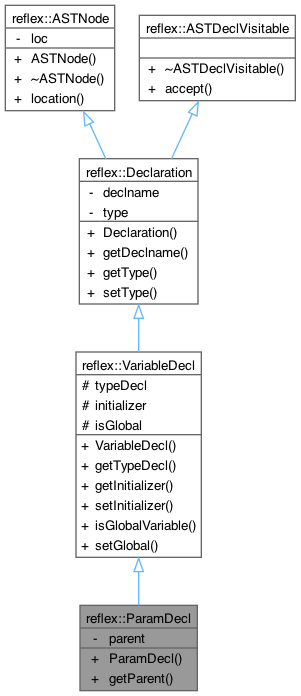 reflex::ASTNode
- loc
+ ASTNode()
+ ~ASTNode()
+ location()
reflex::ASTDeclVisitable
+ ~ASTDeclVisitable()
+ accept()
reflex::Declaration
- declname
- type
+ Declaration()
+ getDeclname()
+ getType()
+ setType()
reflex::VariableDecl
# typeDecl
# initializer
# isGlobal
+ VariableDecl()
+ getTypeDecl()
+ getInitializer()
+ setInitializer()
+ isGlobalVariable()
+ setGlobal()
reflex::ParamDecl
- parent
+ ParamDecl()
+ getParent()